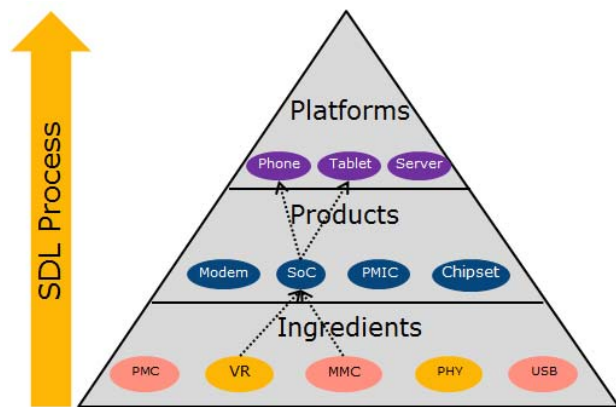 SDL Process
Platforms
Phone Tablet Server
Products
Modem SoC PMIC Chipset
Ingredients
PMC VR MMC PHY USB